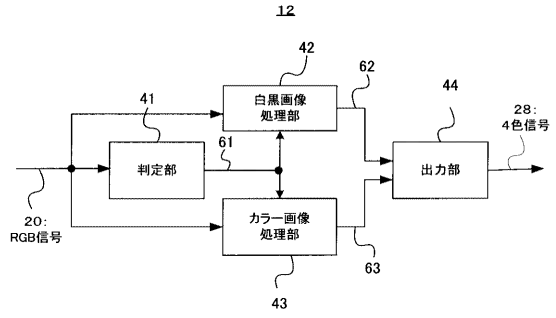 12
42
白黒画像
処理部
62
41
判定部
61
44
出力部
28:
4色信号
20:
RGB信号
カラー画像
処理部
43
63